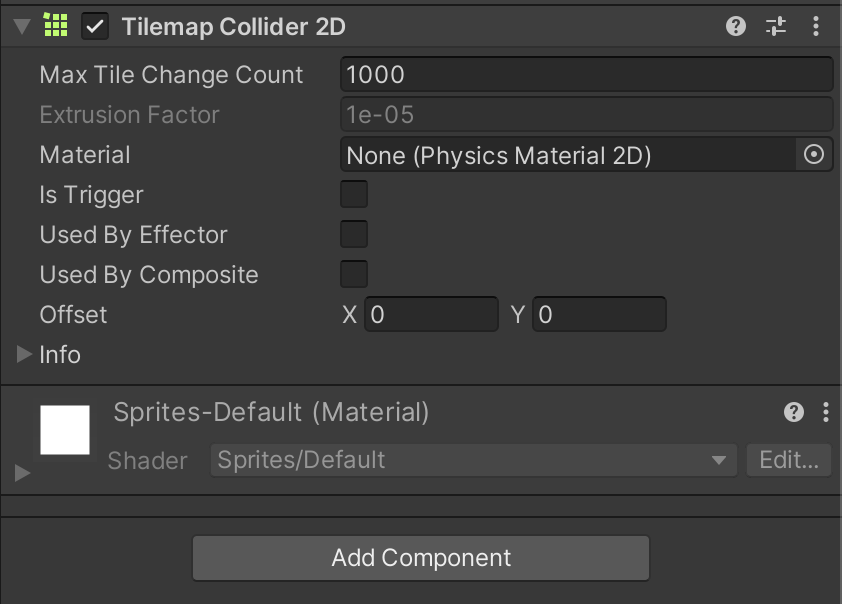 Tilemap Collider 2D
Max Tile Change Count 1000
Extrusion Factor 1e-05
Material None (Physics Material 2D)
Is Trigger
Used By Effector
Used By Composite
Offset X 0 Y 0
Info
Sprites-Default (Material)
Shader Sprites/Default Edit...
Add Component